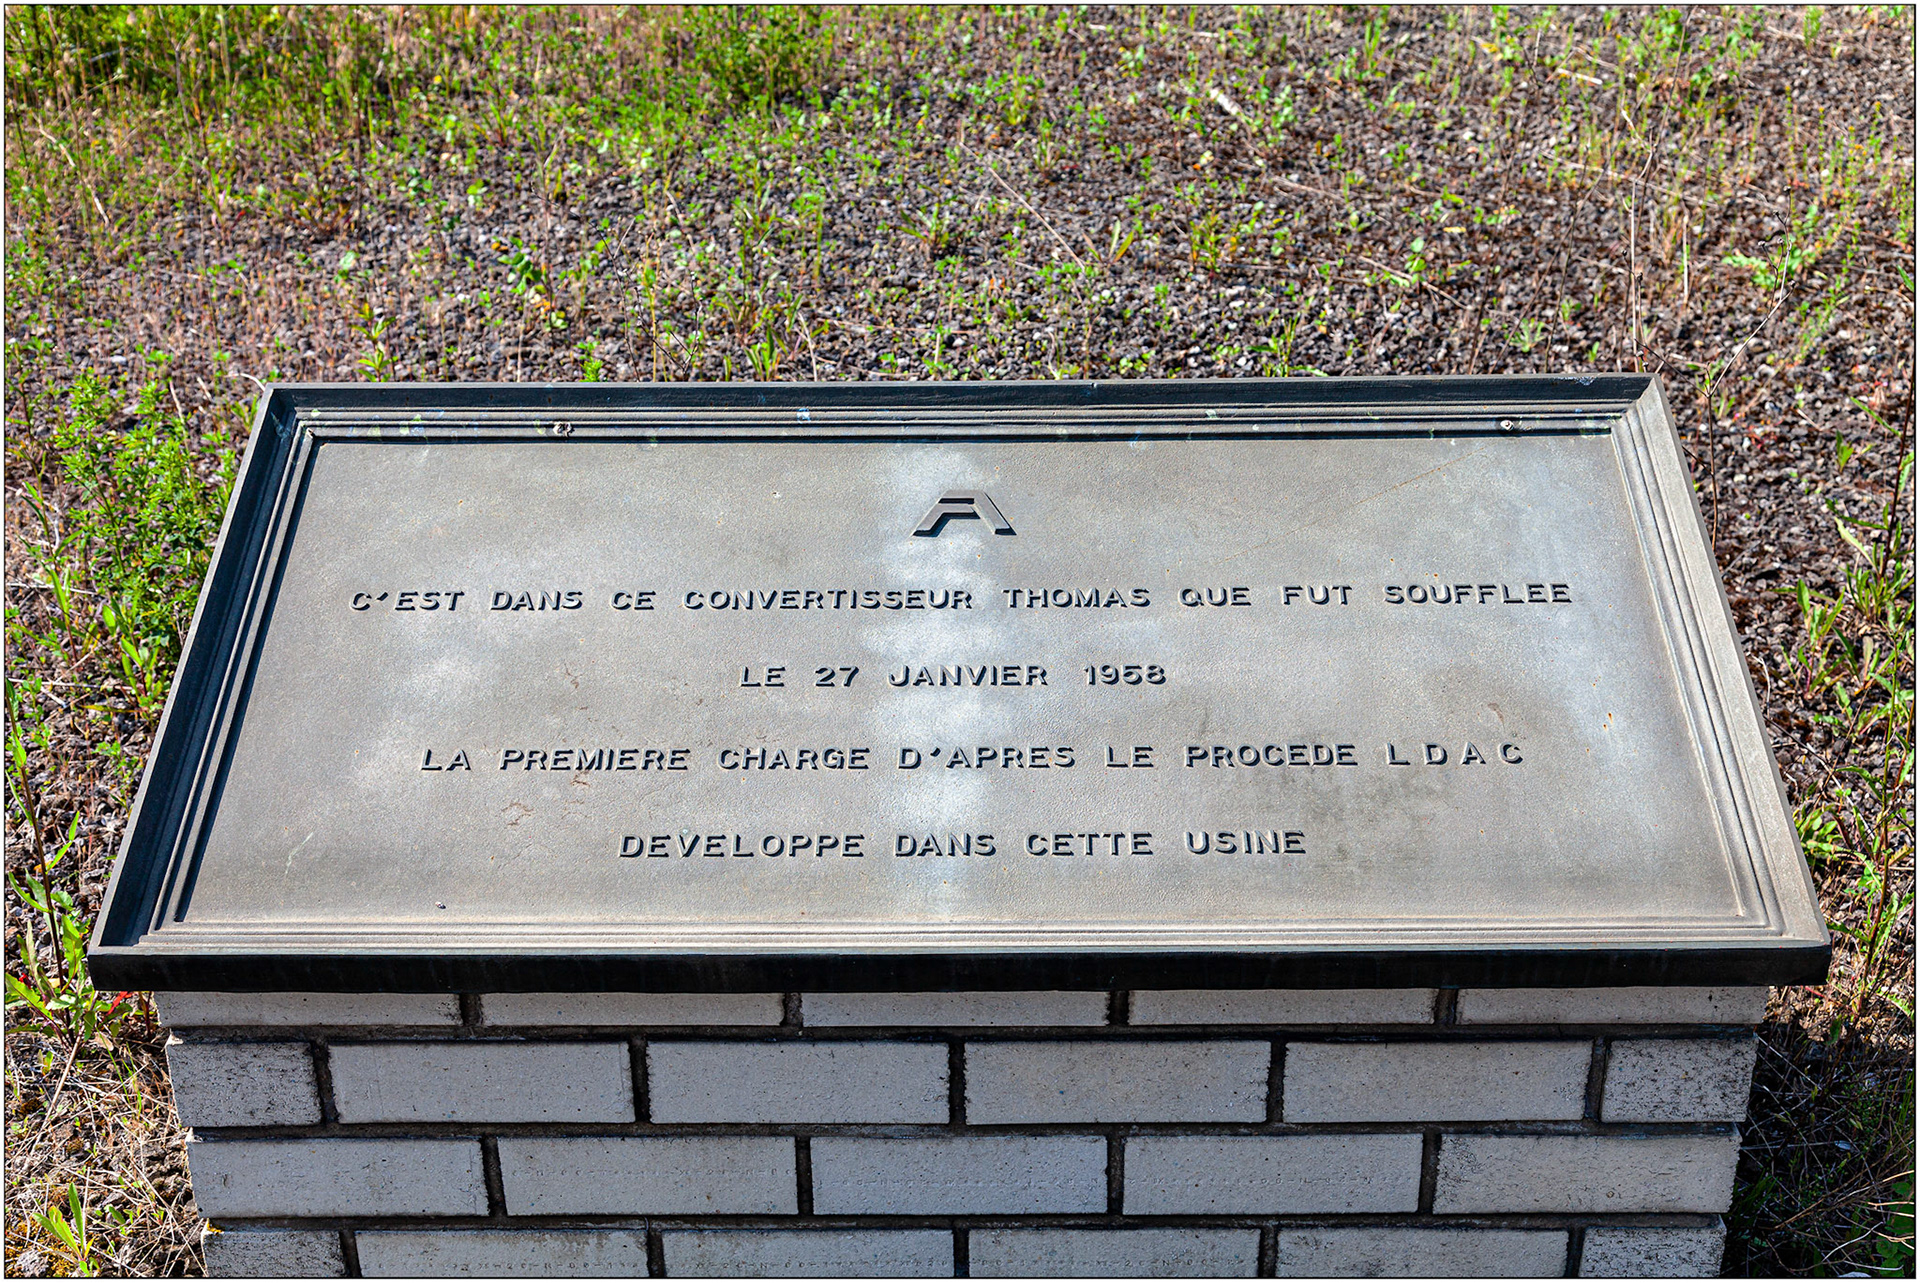 C'EST DANS CE CONVERTISSEUR THOMAS QUE FUT SOUFFLEE
LE 27 JANVIER 1958
LA PREMIERE CHARGE D'APRES LE PROCEDE L D A C
DEVELOPPE DANS CETTE USINE